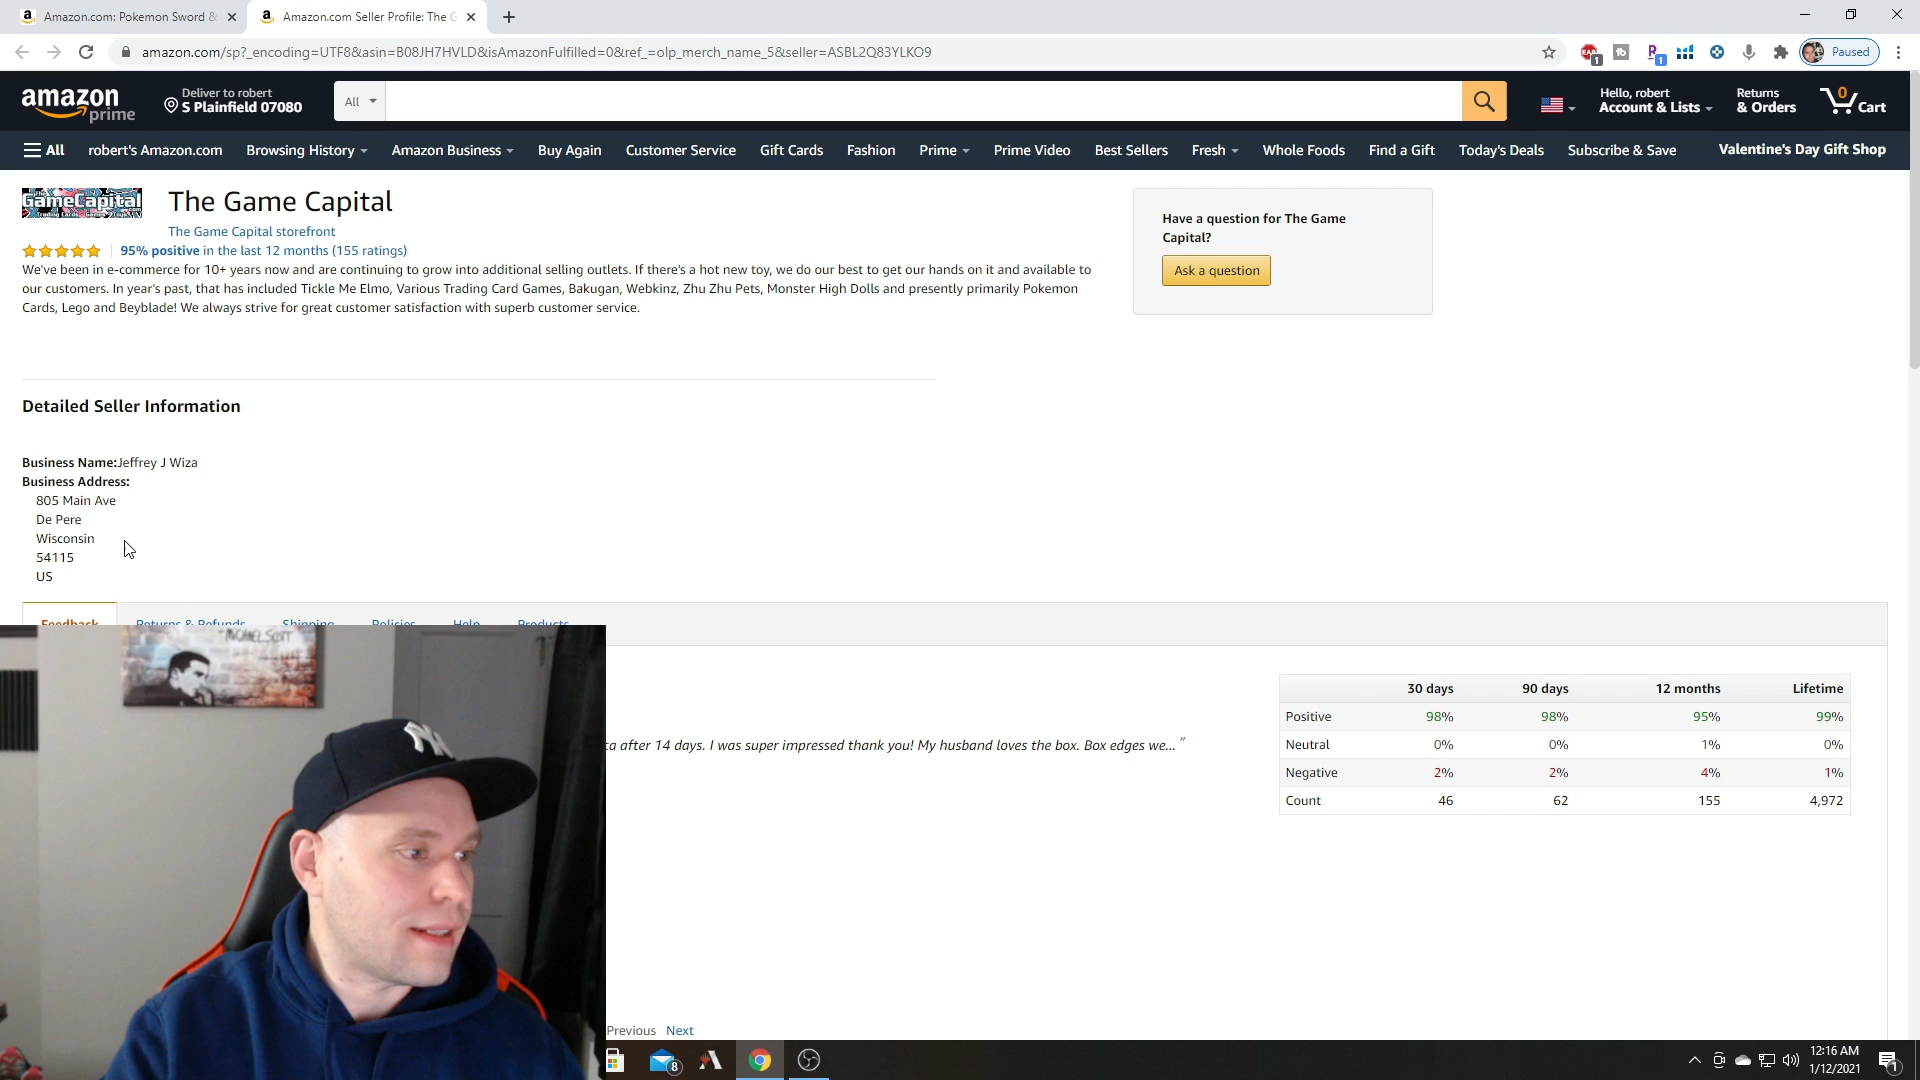 Amazon.com: Pokemon Sword &
Amazon.com Seller Profile: The G
amazon.com/sp?_encoding=UTF8&asin=B08JH7HVLD&isAmazonFulfilled=0&ref_=olp_merch_name_5&seller=ASBL2Q83YLKO9
Paused
amazon prime
Deliver to robert
S Plainfield 07080
All
Hello, robert
Account & Lists
Returns
& Orders
0
Cart
All
robert's Amazon.com
Browsing History
Amazon Business
Buy Again
Customer Service
Gift Cards
Fashion
Prime
Prime Video
Best Sellers
Fresh
Whole Foods
Find a Gift
Today's Deals
Subscribe & Save
Valentine's Day Gift Shop
GameCapital
Trading Cards Games Toys
The Game Capital
The Game Capital storefront
95% positive in the last 12 months (155 ratings)
We've been in e-commerce for 10+ years now and are continuing to grow into additional selling outlets. If there's a hot new toy, we do our best to get our hands on it and available to
our customers. In year's past, that has included Tickle Me Elmo, Various Trading Card Games, Bakugan, Webkinz, Zhu Zhu Pets, Monster High Dolls and presently primarily Pokemon
Cards, Lego and Beyblade! We always strive for great customer satisfaction with superb customer service.
Have a question for The Game
Capital?
Ask a question
Detailed Seller Information
Business Name:Jeffrey J Wiza
Business Address:
805 Main Ave
De Pere
Wisconsin
54115
US
Feedback
Returns & Refunds
Shipping
Policies
Help
Products
MICHAEL SCOTT
ca after 14 days. I was super impressed thank you! My husband loves the box. Box edges we... ”
30 days 90 days 12 months Lifetime
Positive 98% 98% 95% 99%
Neutral 0% 0% 1% 0%
Negative 2% 2% 4% 1%
Count 46 62 155 4,972
Previous Next
8
12:16 AM
1/12/2021
1